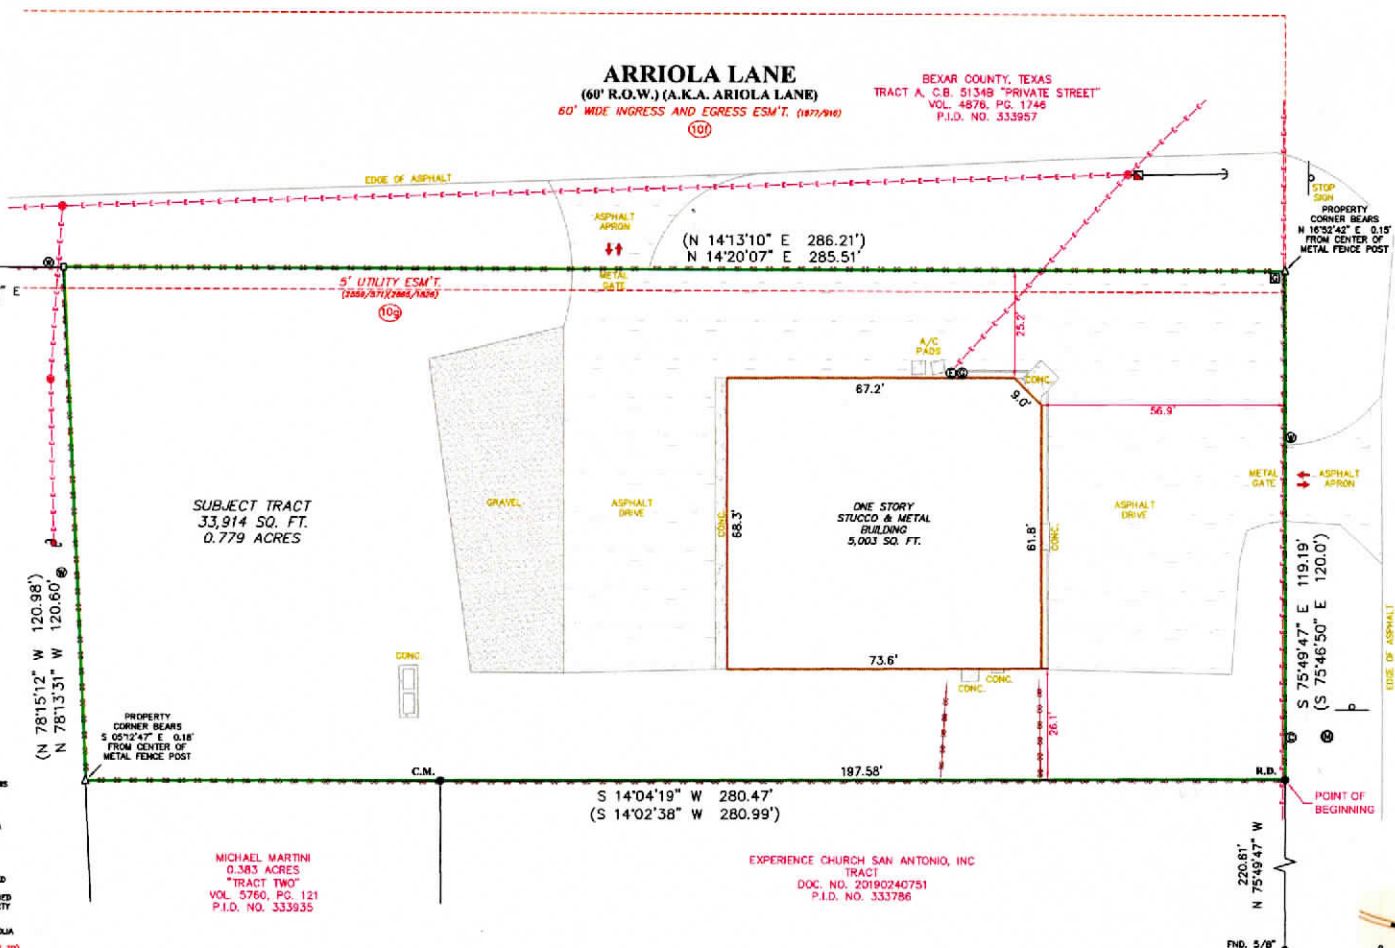 ARRIOLA LANE
(60' R.O.W.) (A.K.A. ARIOLA LANE)
60' WIDE INGRESS AND EGRESS ESM'T. (1877/916)
10f
BEXAR COUNTY, TEXAS
TRACT A, C.B. 5134B "PRIVATE STREET"
VOL. 4876, PG. 1746
P.I.D. NO. 333957
EDGE OF ASPHALT
ASPHALT
APRON
STOP
SIGN
PROPERTY
CORNER BEARS
N 16°52'42" E 0.15'
FROM CENTER OF
METAL FENCE POST
(N 14°13'10" E 286.21')
N 14°20'07" E 285.51'
METAL
GATE
5' UTILITY ESM'T.
10g
" E
25.2'
A/C
PADS
E
G
CONC.
67.2'
9.0'
56.9'
SUBJECT TRACT
33,914 SQ. FT.
0.779 ACRES
GRAVEL
ASPHALT
DRIVE
CONC.
68.3'
ONE STORY
STUCCO & METAL
BUILDING
5,003 SQ. FT.
61.8'
CONC.
ASPHALT
DRIVE
METAL
GATE
ASPHALT
APRON
(N 78°15'12" W 120.98')
N 78°13'31" W 120.60'
S 75°49'47" E 119.19'
(S 75°46'50" E 120.0')
EDGE OF ASPHALT
CONC.
73.6'
CONC.
CONC.
26.1'
PROPERTY
CORNER BEARS
S 05°12'47" E 0.18'
FROM CENTER OF
METAL FENCE POST
C.M.
197.58'
R.D.
S 14°04'19" W 280.47'
(S 14°02'38" W 280.99')
POINT OF
BEGINNING
MICHAEL MARTINI
0.383 ACRES
"TRACT TWO"
VOL. 5760, PG. 121
P.I.D. NO. 333935
EXPERIENCE CHURCH SAN ANTONIO, INC
TRACT
DOC. NO. 20190240751
P.I.D. NO. 333786
220.81'
N 75°49'47" W
FND. 5/8"